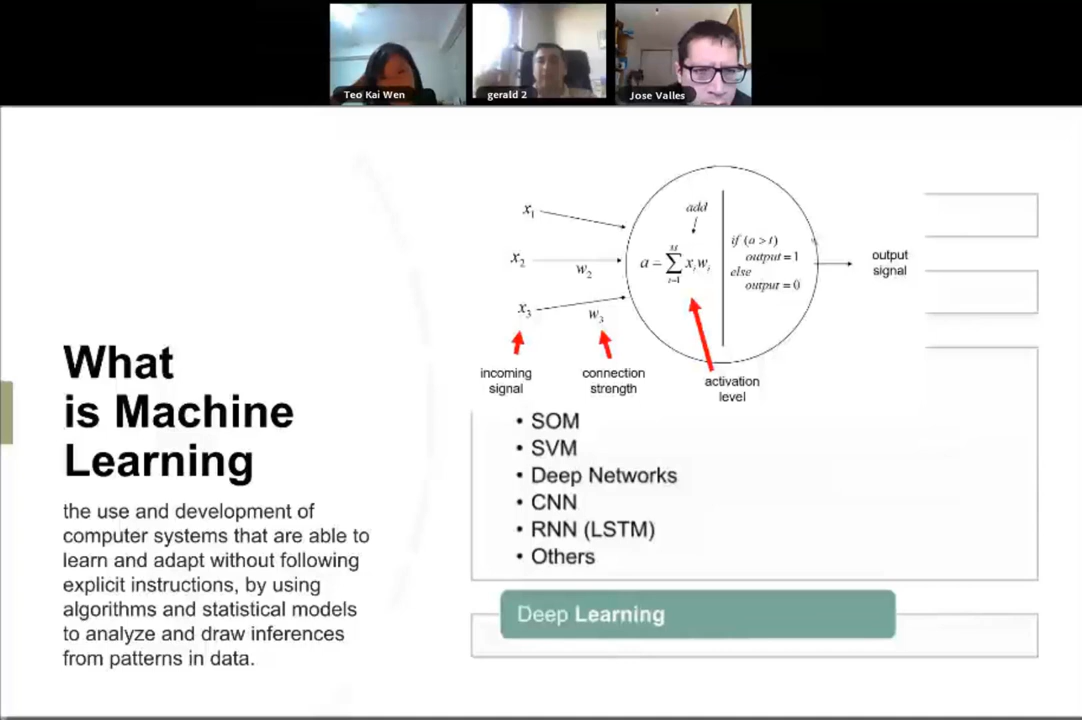 Teo Kai Wen
gerald 2
Jose Valles
What
is Machine
Learning
the use and development of
computer systems that are able to
learn and adapt without following
explicit instructions, by using
algorithms and statistical models
to analyze and draw inferences
from patterns in data.
x₁
x₂
w₂
x₃
w₃
incoming
signal
connection
strength
add
a = ∑ᵢ₌₁ᴹ xᵢwᵢ
if (a > t)
output = 1
else
output = 0
activation
level
output
signal
• SOM
• SVM
• Deep Networks
• CNN
• RNN (LSTM)
• Others
Deep Learning